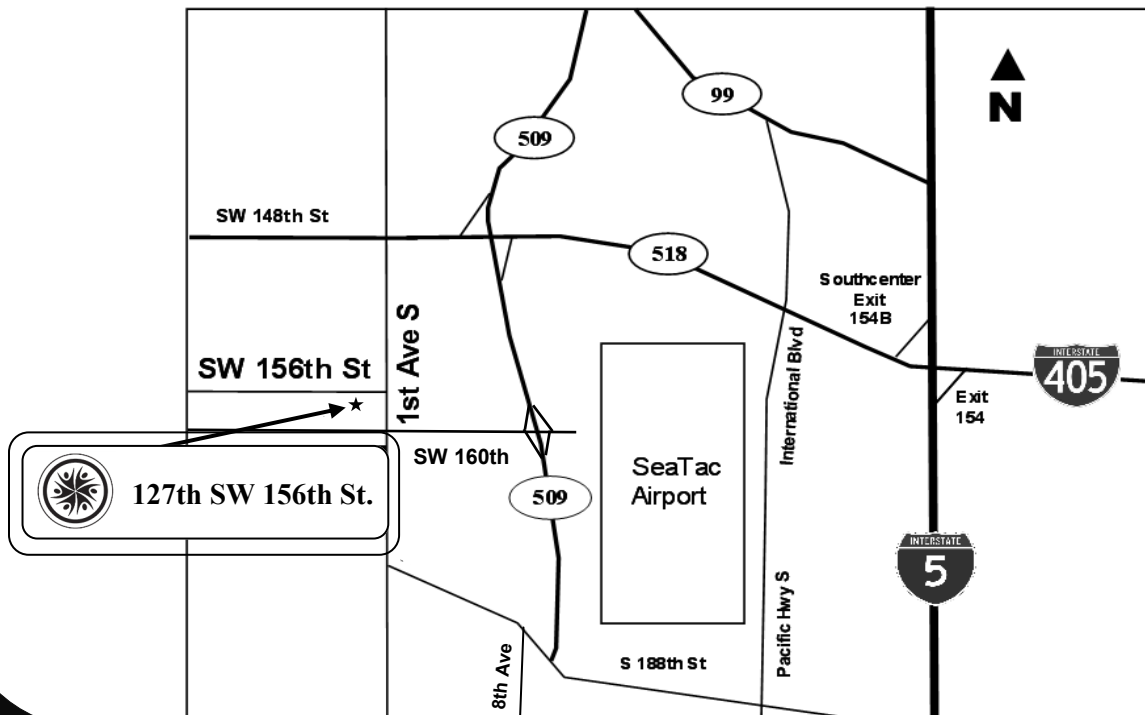 99
N
509
SW 148th St
518
Southcenter
Exit
154B
1st Ave S
International Blvd
SW 156th St
INTERSTATE
405
Exit
154
SW 160th
SeaTac
Airport
127th SW 156th St.
509
INTERSTATE
5
Pacific Hwy S
S 188th St
8th Ave